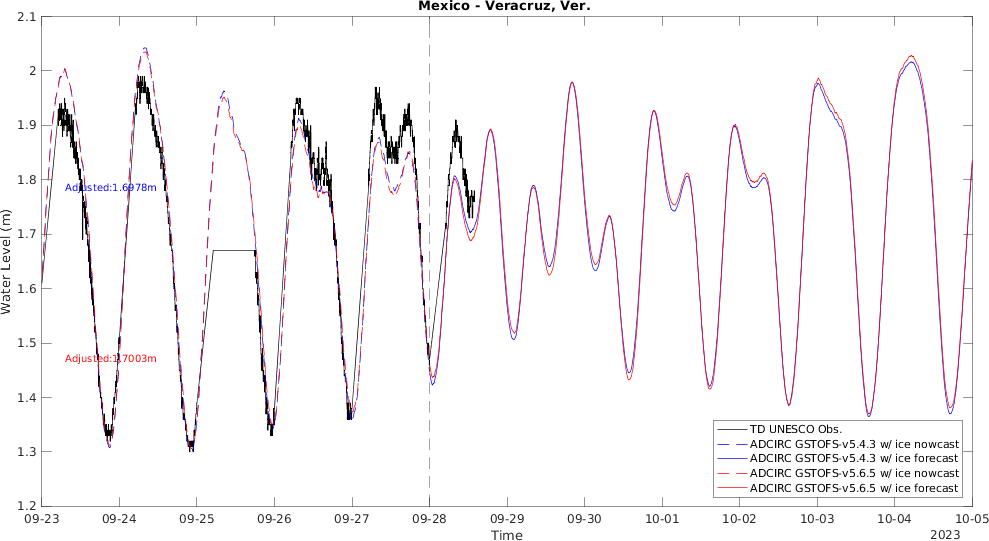 Mexico - Veracruz, Ver.
2.1
2
1.9
1.8
1.7
1.6
1.5
1.4
1.3
1.2
Water Level (m)
Adjusted:1.6978m
Adjusted:1.7003m
TD UNESCO Obs.
ADCIRC GSTOFS-v5.4.3 w/ ice nowcast
ADCIRC GSTOFS-v5.4.3 w/ ice forecast
ADCIRC GSTOFS-v5.6.5 w/ ice nowcast
ADCIRC GSTOFS-v5.6.5 w/ ice forecast
09-23 09-24 09-25 09-26 09-27 09-28 09-29 09-30 10-01 10-02 10-03 10-04 10-05
Time
2023